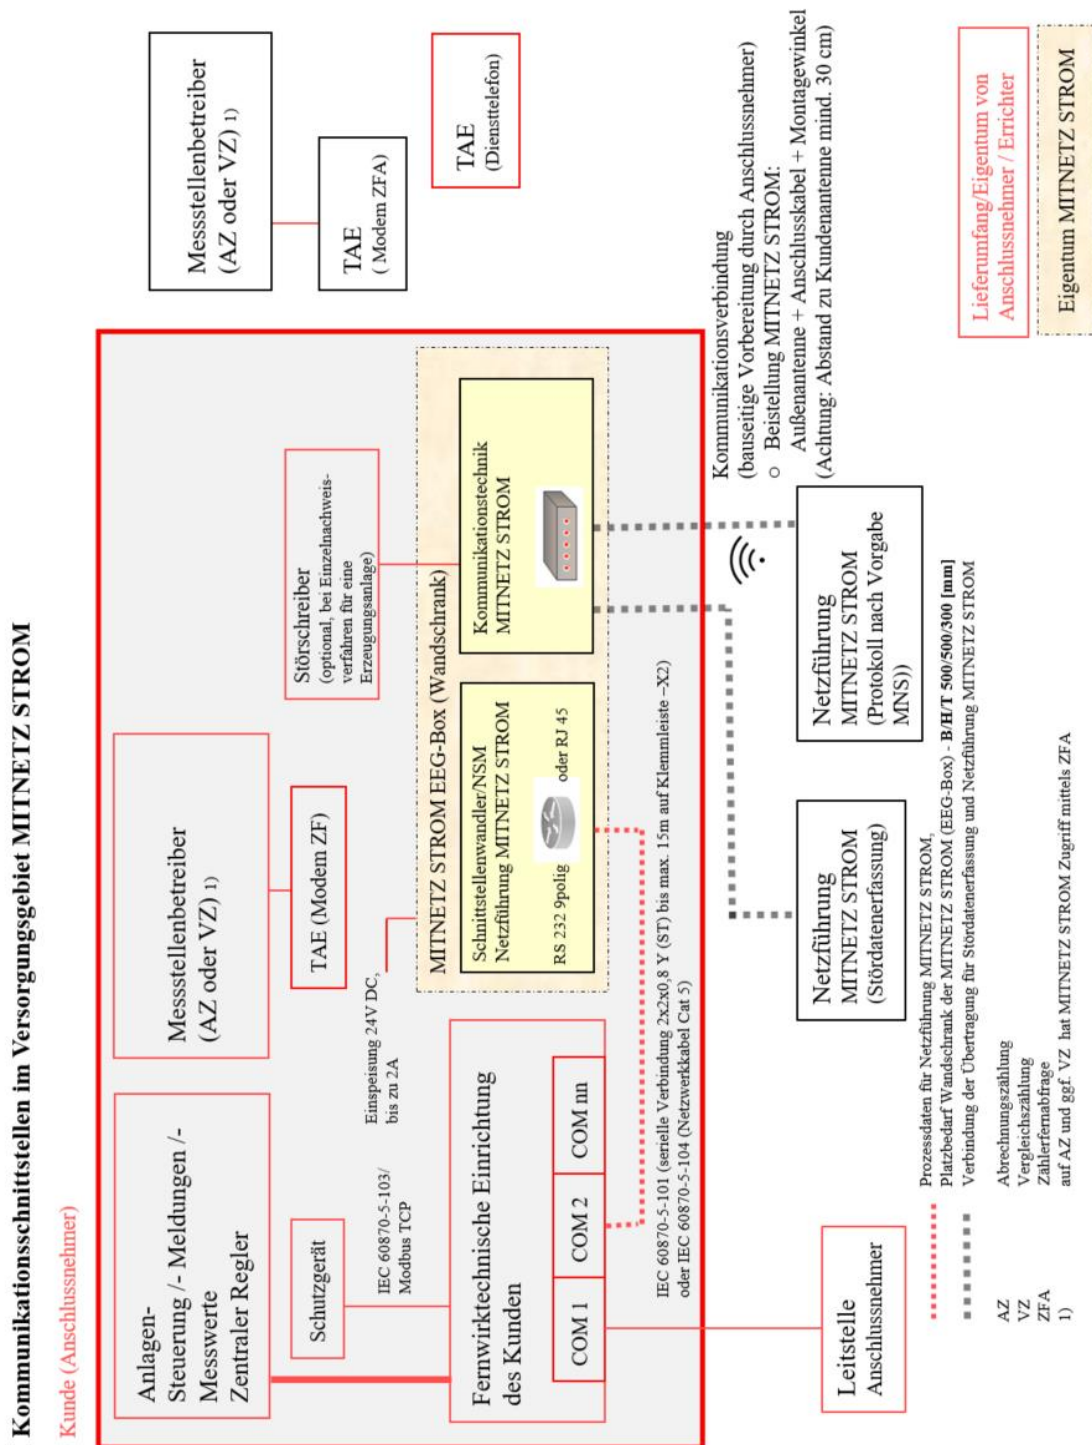 Kommunikationsschnittstellen im Versorgungsgebiet MITNETZ STROM
Kunde (Anschlussnehmer)
Anlagen-
Steuerung /- Meldungen /-
Messwerte
Zentraler Regler
Messstellenbetreiber
(AZ oder VZ) 1)
TAE (Modem ZF)
Störschreiber
(optional, bei Einzelnachweis-
verfahren für eine
Erzeugungsanlage)
Messstellenbetreiber
(AZ oder VZ) 1)
TAE
( Modem ZFA)
TAE
(Diensttelefon)
Schutzgerät
IEC 60870-5-103/
Modbus TCP
Einspeisung 24V DC,
bis zu 2A
MITNETZ STROM EEG-Box (Wandschrank)
Schnittstellenwandler/NSM
Netzführung MITNETZ STROM
RS 232 9polig
oder RJ 45
Kommunikationstechnik
MITNETZ STROM
Fernwirktechnische Einrichtung
des Kunden
COM 1
COM 2
COM nn
IEC 60870-5-101 (serielle Verbindung 2x2x0,8 Y (ST) bis max. 15m auf Klemmleiste –X2)
oder IEC 60870-5-104 (Netzwerkkabel Cat 5)
Kommunikationsverbindung
(bauseitige Vorbereitung durch Anschlussnehmer)
○ Beistellung MITNETZ STROM:
Außenantenne + Anschlusskabel + Montagewinkel
(Achtung: Abstand zu Kundenantenne mind. 30 cm)
Leitstelle
Anschlussnehmer
Netzführung
MITNETZ STROM
(Stördatenerfassung)
Netzführung
MITNETZ STROM
(Protokoll nach Vorgabe
MNS))
Prozessdaten für Netzführung MITNETZ STROM,
Platzbedarf Wandschrank der MITNETZ STROM (EEG-Box) - B/H/T 500/500/300 [mm]
Verbindung der Übertragung für Stördatenerfassung und Netzführung MITNETZ STROM
AZ Abrechnungszählung
VZ Vergleichszählung
ZFA Zählerfernabfrage
1) auf AZ und ggf. VZ hat MITNETZ STROM Zugriff mittels ZFA
Lieferumfang/Eigentum von
Anschlussnehmer / Errichter
Eigentum MITNETZ STROM